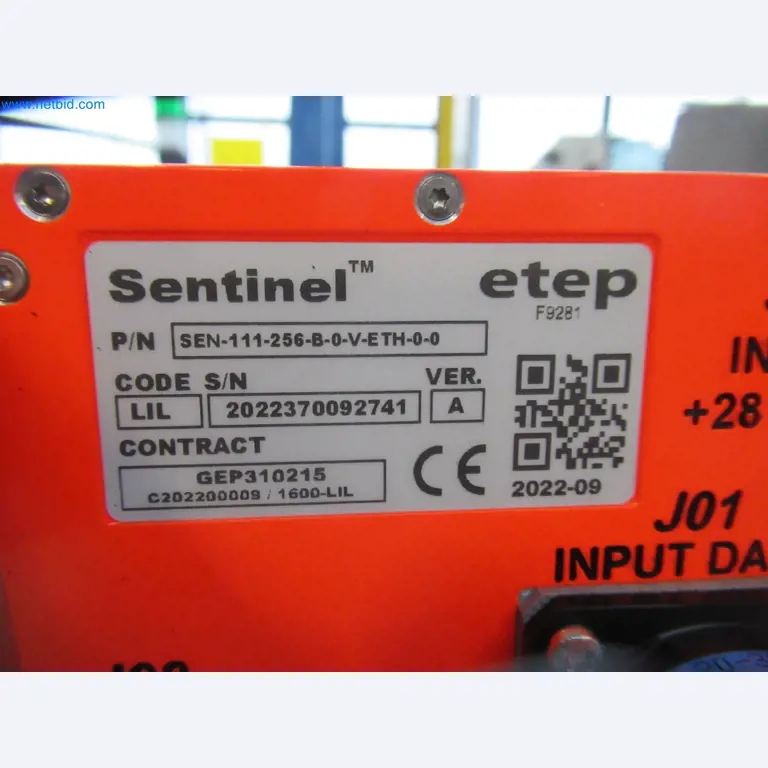 www.netbid.com
Sentinel™
etep
F9281
P/N SEN-111-256-B-0-V-ETH-0-0
CODE S/N VER.
LIL 2022370092741 A
CONTRACT
GEP310215
C202200009 / 1600-LIL
CE
2022-09
IN
+28
J01
INPUT DA